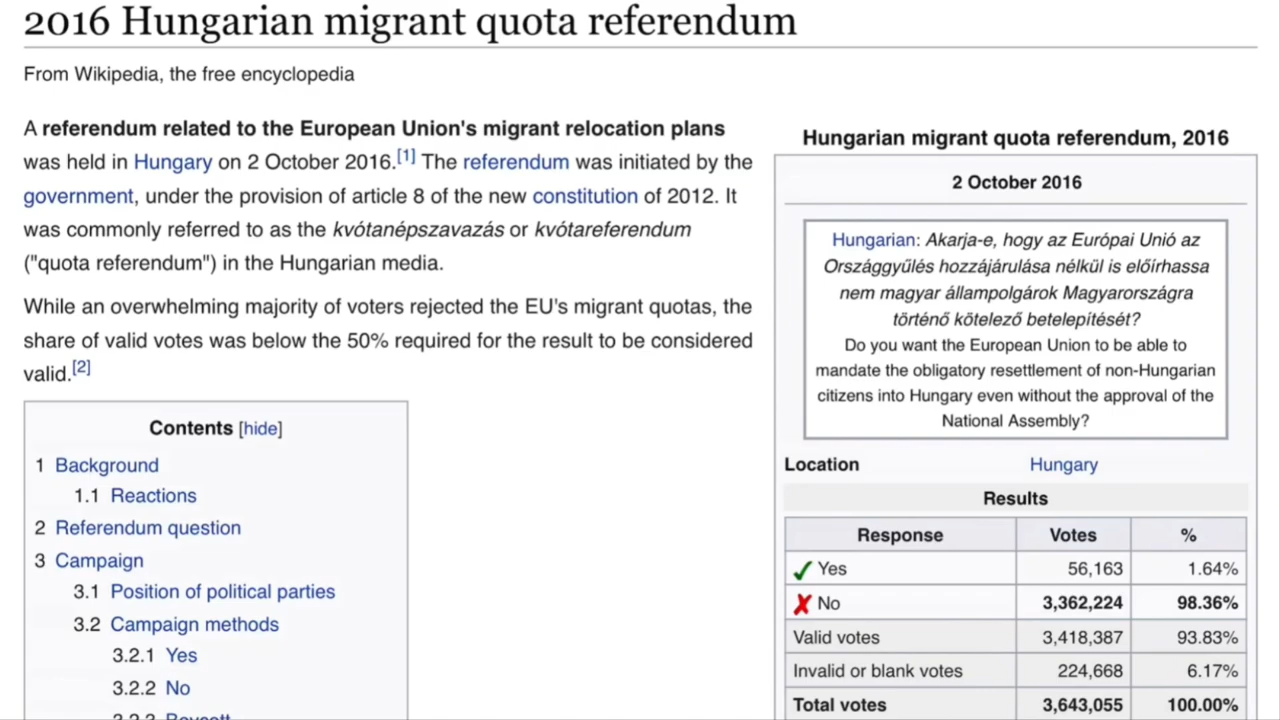 2016 Hungarian migrant quota referendum
From Wikipedia, the free encyclopedia
A referendum related to the European Union's migrant relocation plans
was held in Hungary on 2 October 2016.[1] The referendum was initiated by the
government, under the provision of article 8 of the new constitution of 2012. It
was commonly referred to as the kvótanépszavazás or kvótareferendum
("quota referendum") in the Hungarian media.
While an overwhelming majority of voters rejected the EU's migrant quotas, the
share of valid votes was below the 50% required for the result to be considered
valid.[2]
Contents [hide]
1 Background
1.1 Reactions
2 Referendum question
3 Campaign
3.1 Position of political parties
3.2 Campaign methods
3.2.1 Yes
3.2.2 No
3.2.3 Boycott
Hungarian migrant quota referendum, 2016
2 October 2016
Hungarian: Akarja-e, hogy az Európai Unió az
Országgyűlés hozzájárulása nélkül is előírhassa
nem magyar állampolgárok Magyarországra
történő kötelező betelepítését?
Do you want the European Union to be able to
mandate the obligatory resettlement of non-Hungarian
citizens into Hungary even without the approval of the
National Assembly?
Location Hungary
Results
Response Votes %
Yes 56,163 1.64%
No 3,362,224 98.36%
Valid votes 3,418,387 93.83%
Invalid or blank votes 224,668 6.17%
Total votes 3,643,055 100.00%